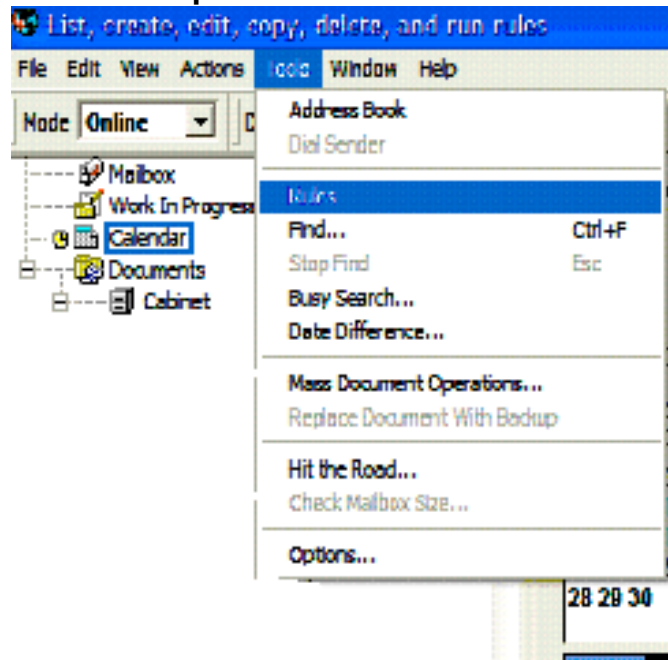 List, create, edit, copy, delete, and run rules
File Edit View Actions Tools Window Help
Mode Online
Address Book
Dial Sender
Mailbox
Work In Progress
Rules
Calendar
Find... Ctrl+F
Documents
Stop Find Esc
Cabinet
Busy Search...
Date Difference...
Mass Document Operations...
Replace Document With Backup
Hit the Road...
Check Mailbox Size...
Options...
28 29 30